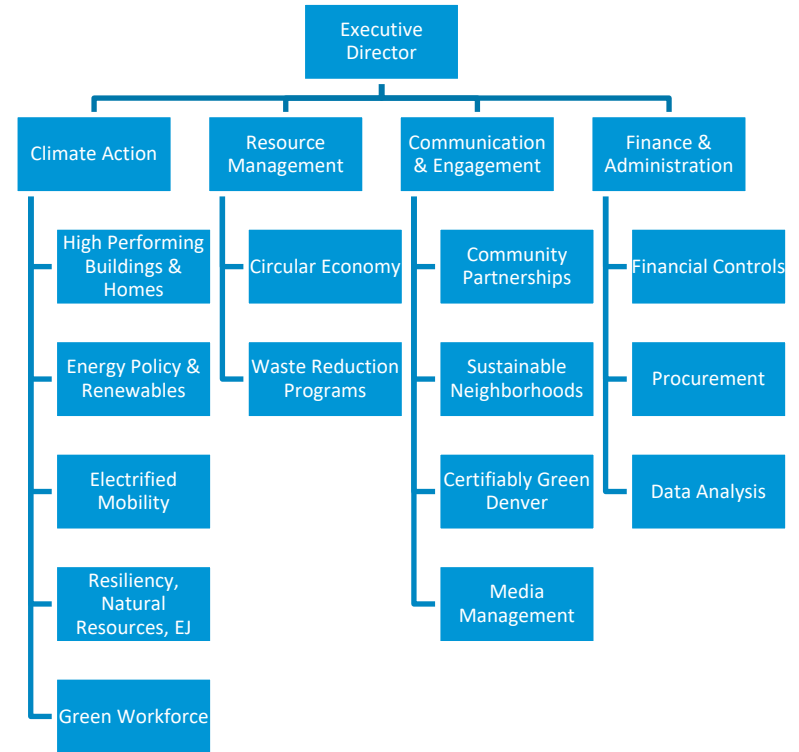 Executive
Director
Climate Action
Resource
Management
Communication
& Engagement
Finance &
Administration
High Performing
Buildings &
Homes
Energy Policy &
Renewables
Electrified
Mobility
Resiliency,
Natural
Resources, EJ
Green Workforce
Circular Economy
Waste Reduction
Programs
Community
Partnerships
Sustainable
Neighborhoods
Certifiably Green
Denver
Media
Management
Financial Controls
Procurement
Data Analysis